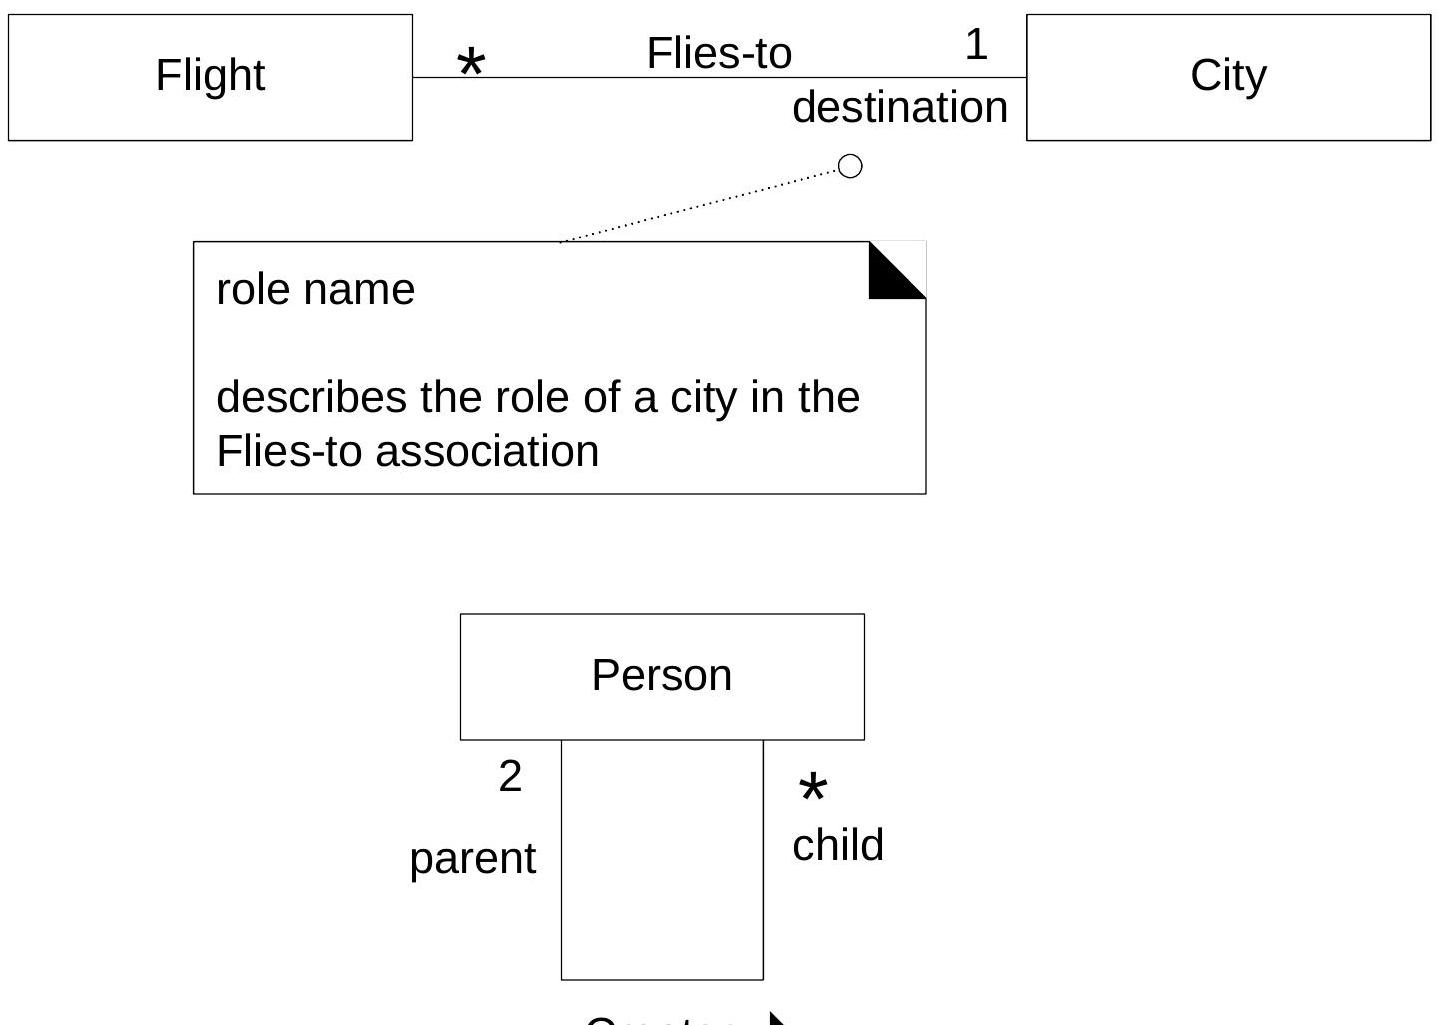 Flight
*
Flies-to
1
City
destination
role name
describes the role of a city in the
Flies-to association
Person
2
*
parent
child